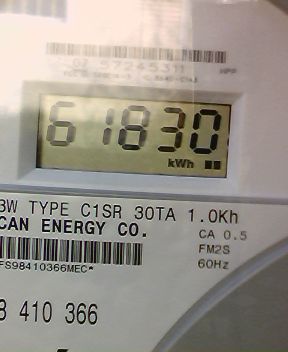 61830
kWh
3W TYPE C1SR 30TA 1.0Kh
CAN ENERGY CO.
CA 0.5
FM2S
60Hz
FS98410366MEC*
8 410 366